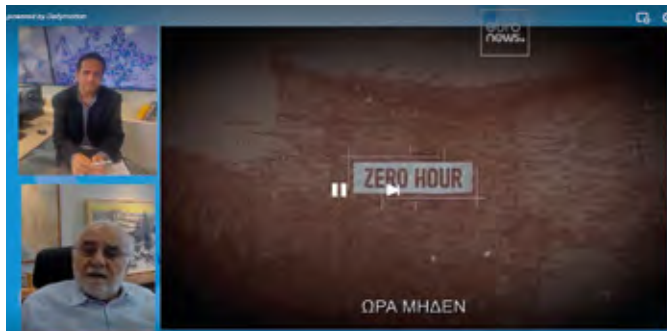 powered by Dailymotion
euro
news.
ZERO HOUR
ΩΡΑ ΜΗΔΕΝ